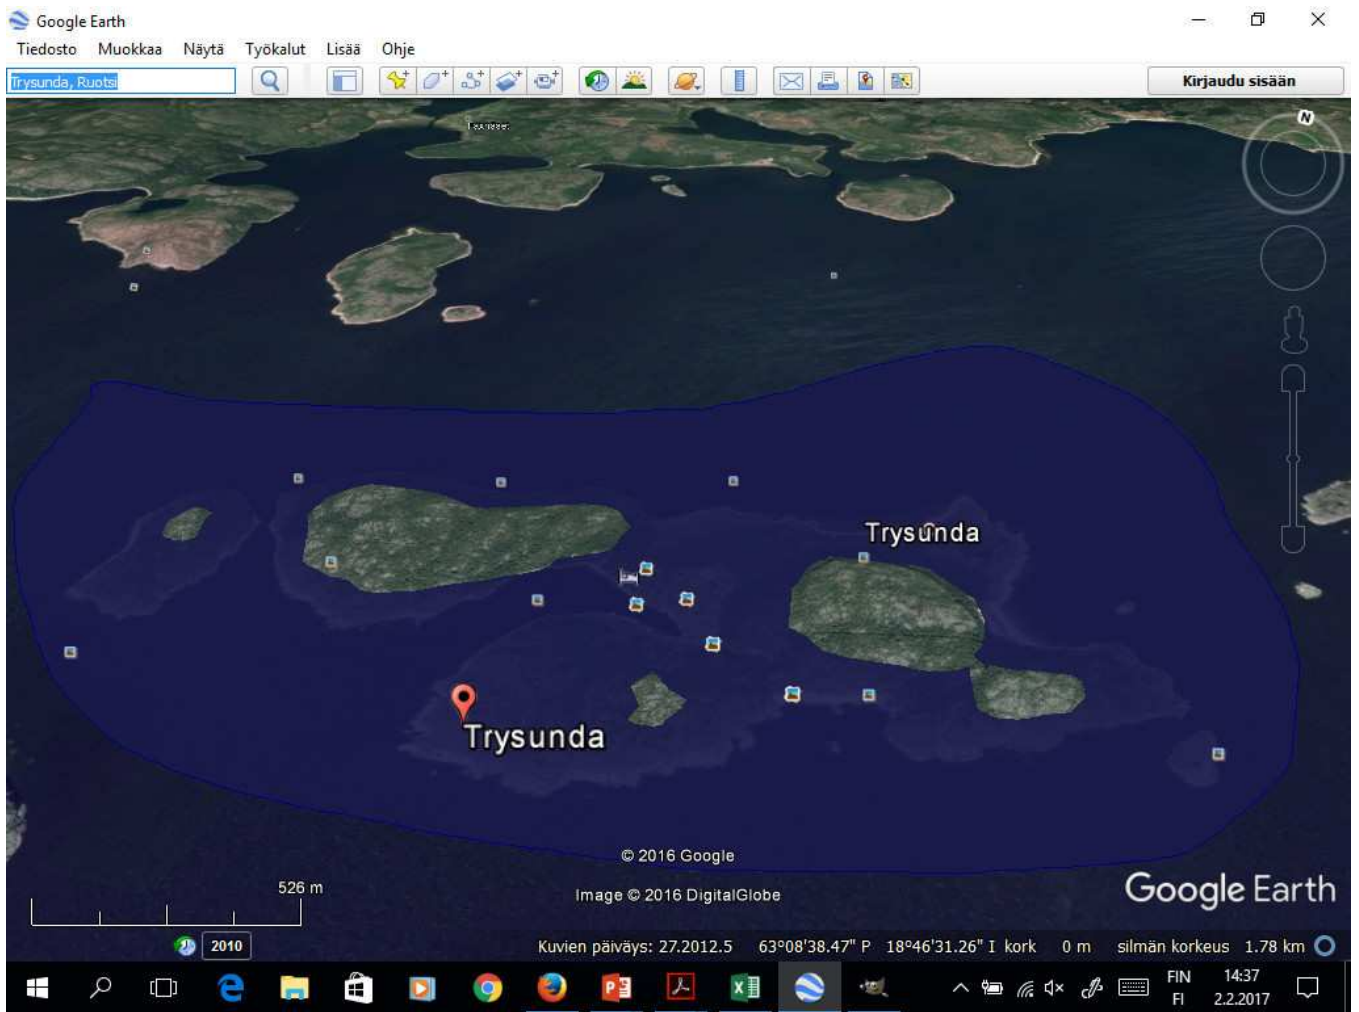 Google Earth
Tiedosto Muokkaa Näytä Työkalut Lisää Ohje
Trysunda, Ruotsi
Kirjaudu sisään
N
Trysunda
Trysunda
© 2016 Google
526 m
Image © 2016 DigitalGlobe
Google Earth
2010
Kuvien päiväys: 27.2012.5 63°08'38.47" P 18°46'31.26" I kork 0 m silmän korkeus 1.78 km
FIN 14:37
FI 2.2.2017